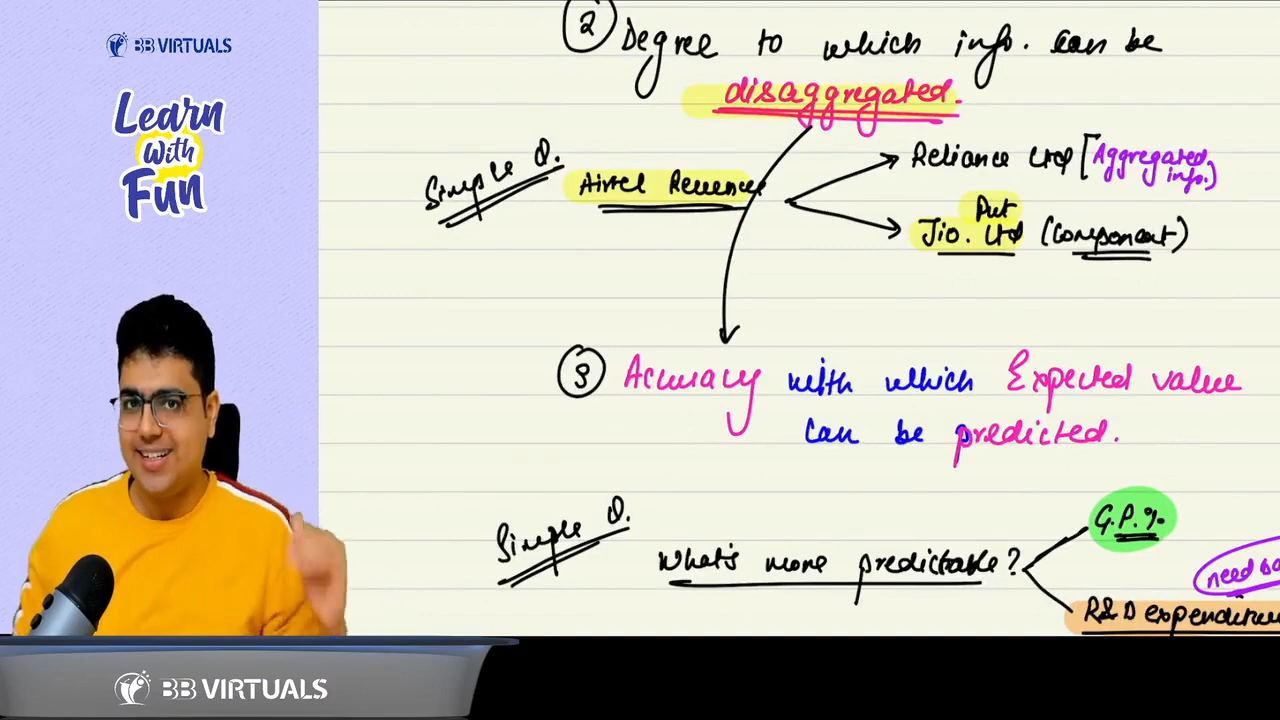 BB VIRTUALS
Learn
With
Fun
② Degree to which info. can be
disaggregated.
Simple Q.
Airtel Revenue
Reliance Ltd [Aggregated
info.)
Put
Jio. Ltd (Component)
③ Accuracy with which Expected value
can be predicted.
Simple Q.
What's more predictable?
G.P.%
need
R&D expenditure
BB VIRTUALS